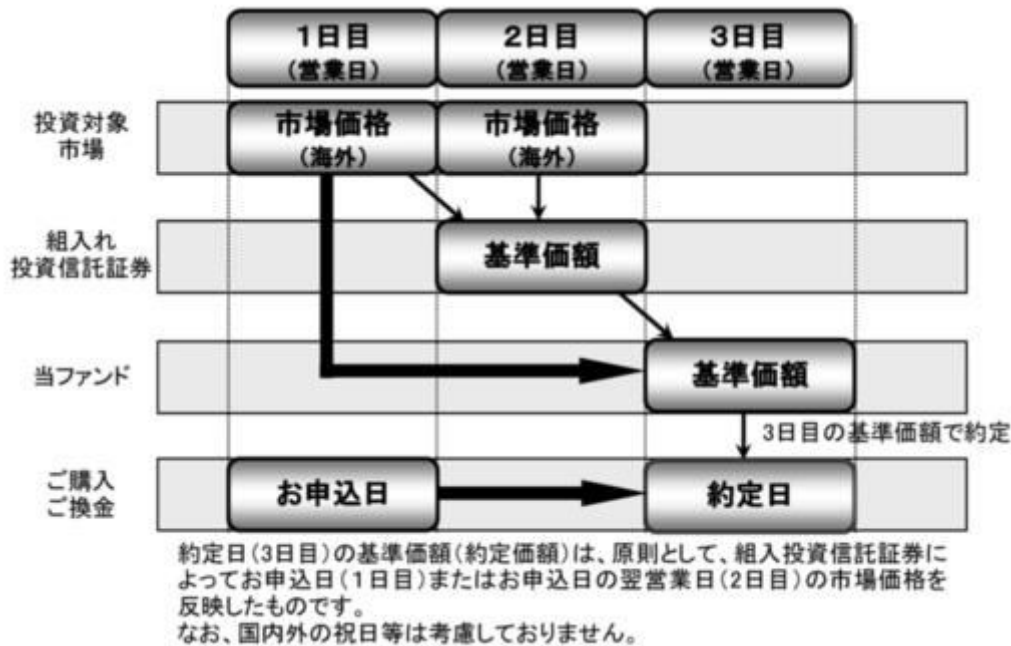 1日目 2日目 3日目
(営業日) (営業日) (営業日)
投資対象
市場
市場価格 市場価格
(海外) (海外)
組入れ
投資信託証券
基準価額
当ファンド
基準価額
3日目の基準価額で約定
ご購入
ご換金
お申込日
約定日
約定日(3日目)の基準価額(約定価額)は、原則として、組入投資信託証券に
よってお申込日(1日目)またはお申込日の翌営業日(2日目)の市場価格を
反映したものです。
なお、国内外の祝日等は考慮しておりません。